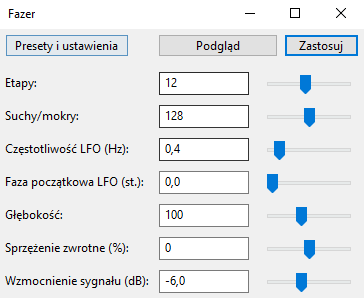 Fazer
Presety i ustawienia Podgląd Zastosuj
Etapy: 12
Suchy/mokry: 128
Częstotliwość LFO (Hz): 0,4
Faza początkowa LFO (st.): 0,0
Głębokość: 100
Sprzężenie zwrotne (%): 0
Wzmocnienie sygnału (dB): -6,0